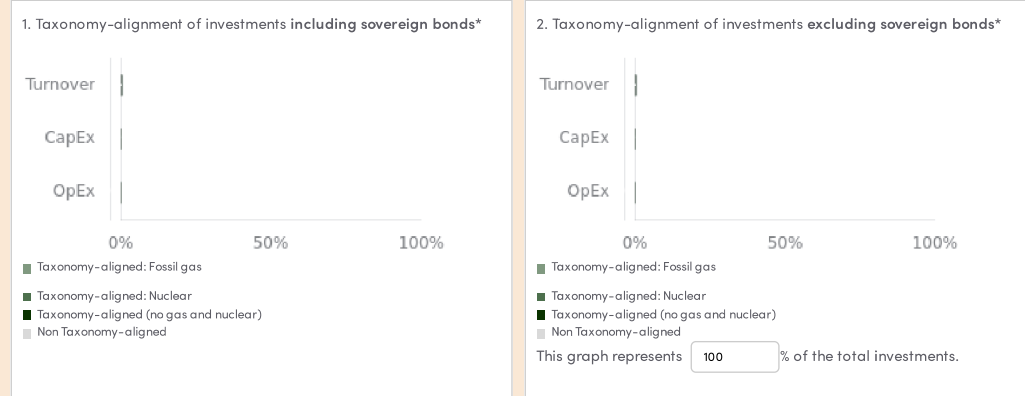 1. Taxonomy-alignment of investments including sovereign bonds*
Turnover
CapEx
OpEx
0% 50% 100%
Taxonomy-aligned: Fossil gas
Taxonomy-aligned: Nuclear
Taxonomy-aligned (no gas and nuclear)
Non Taxonomy-aligned
2. Taxonomy-alignment of investments excluding sovereign bonds*
Turnover
CapEx
OpEx
0% 50% 100%
Taxonomy-aligned: Fossil gas
Taxonomy-aligned: Nuclear
Taxonomy-aligned (no gas and nuclear)
Non Taxonomy-aligned
This graph represents 100 % of the total investments.